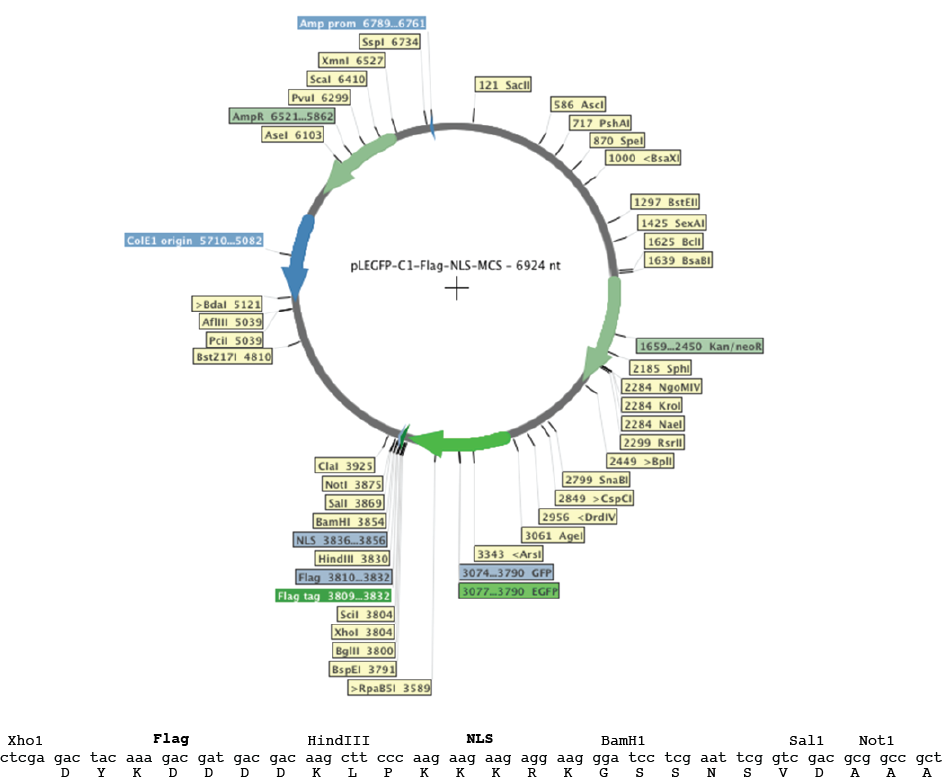 Amp prom 6789...6761
SspI 6734
XmnI 6527
ScaI 6410
PvuI 6299
AmpR 6521...5862
AseI 6103
121 SacII
586 AscI
717 PshAI
870 SpeI
1000 <BsaXI
1297 BstEII
1425 SexAI
1625 BclI
1639 BsaBI
ColE1 origin 5710...5082
pLEGFP-C1-Flag-NLS-MCS - 6924 nt
>BdaI 5121
AflIII 5039
PciI 5039
BstZ17I 4810
1659...2450 Kan/neoR
2185 SphI
2284 NgoMIV
2284 KroI
2284 NaeI
2299 RsrII
2449 >BplI
2799 SnaBI
2849 >CspCI
2956 <DrdIV
3061 AgeI
3343 <ArsI
3074...3790 GFP
3077...3790 EGFP
ClaI 3925
NotI 3875
SalI 3869
BamHI 3854
NLS 3836...3856
HindIII 3830
Flag 3810...3832
Flag tag 3809...3832
SciI 3804
XhoI 3804
BglII 3800
BspEI 3791
>RpaB5I 3589
Xho1 Flag HindIII NLS BamH1 Sal1 Not1
ctcga gac tac aaa gac gat gac gac aag ctt ccc aag aag aag agg aag gga tcc tcg aat tcg gtc gac gcg gcc gct
D Y K D D D D K L P K K K R K G S S N S V D A A A